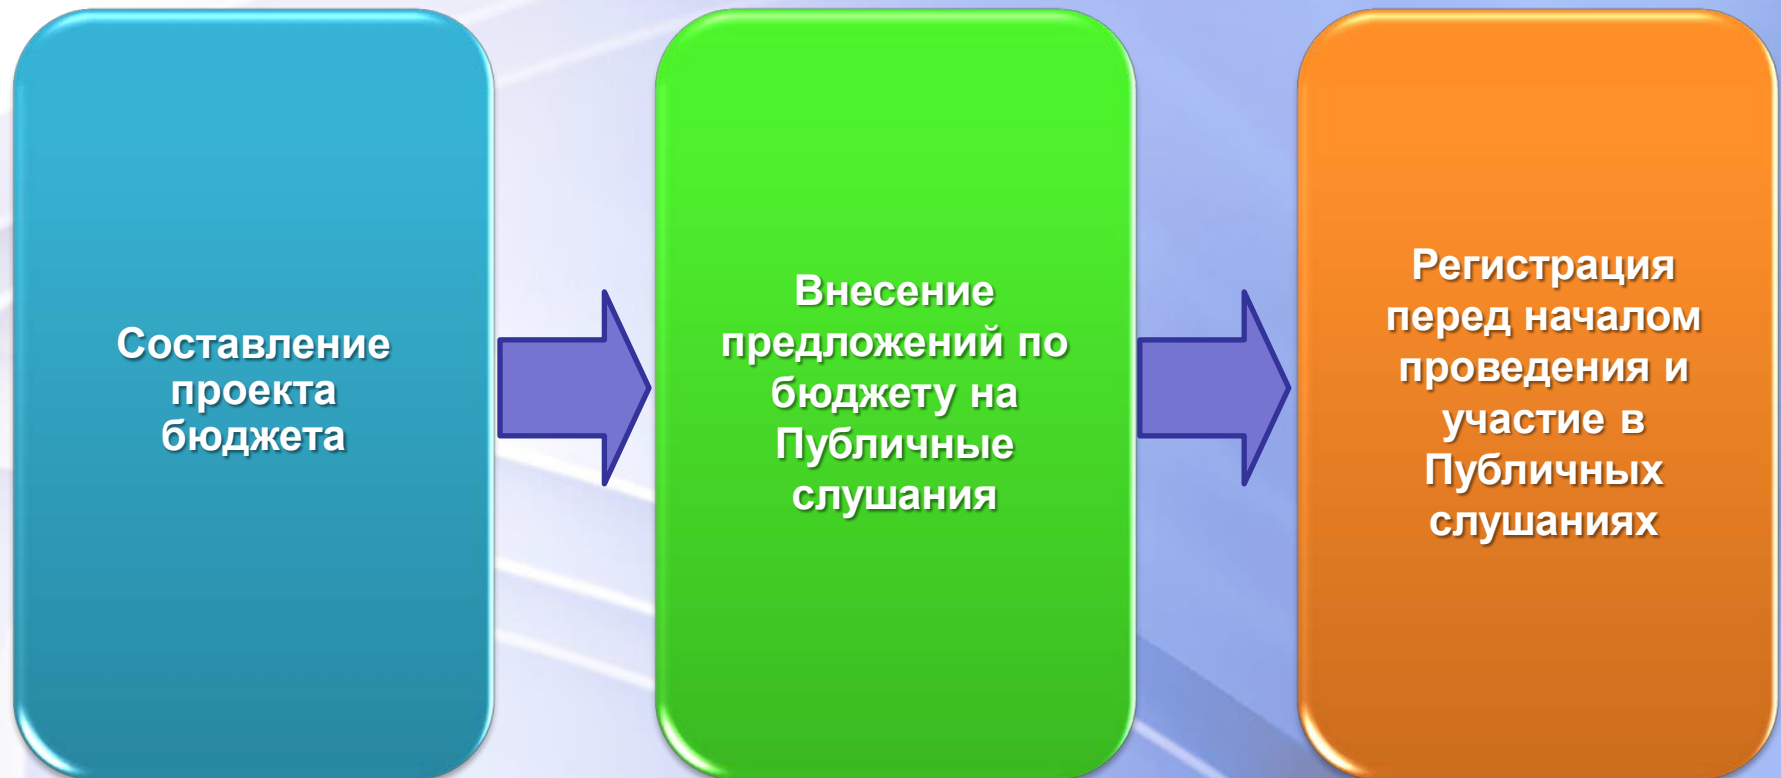 Составление
проекта
бюджета
Внесение
предложений по
бюджету на
Публичные
слушания
Регистрация
перед началом
проведения и
участие в
Публичных
слушаниях